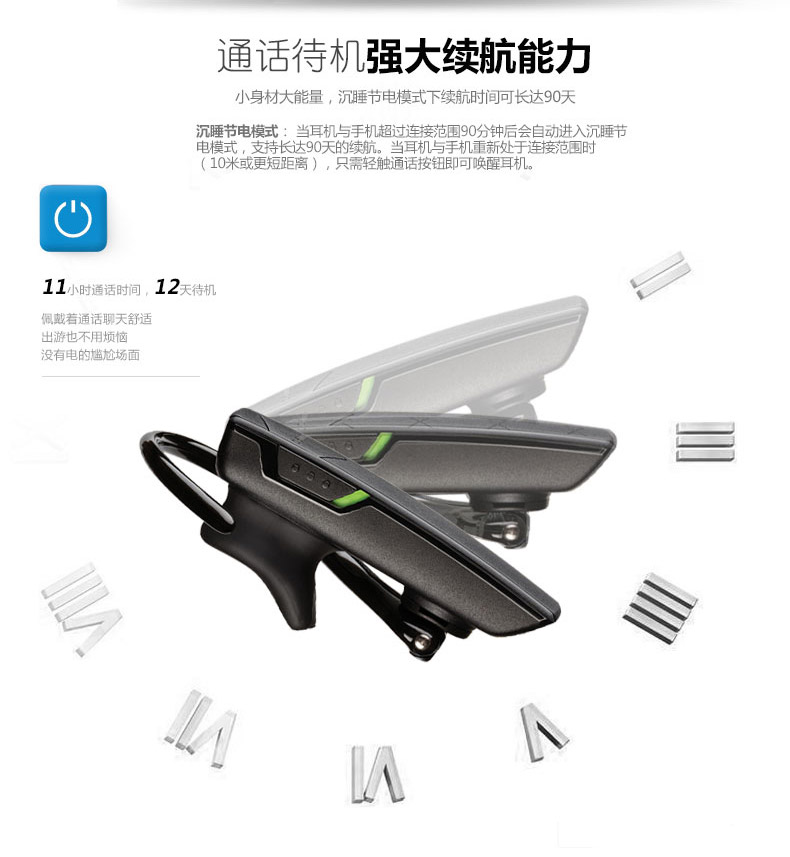 通话待机强大续航能力
小身材大能量，沉睡节电模式下续航时间可长达90天
沉睡节电模式： 当耳机与手机超过连接范围90分钟后会自动进入沉睡节
电模式，支持长达90天的续航。当耳机与手机重新处于连接范围时
（10米或更短距离），只需轻触通话按钮即可唤醒耳机。
11小时通话时间，12天待机
佩戴着通话聊天舒适
出游也不用烦恼
没有电的尴尬场面
II
III
IIII
V
VI
VII
VIII